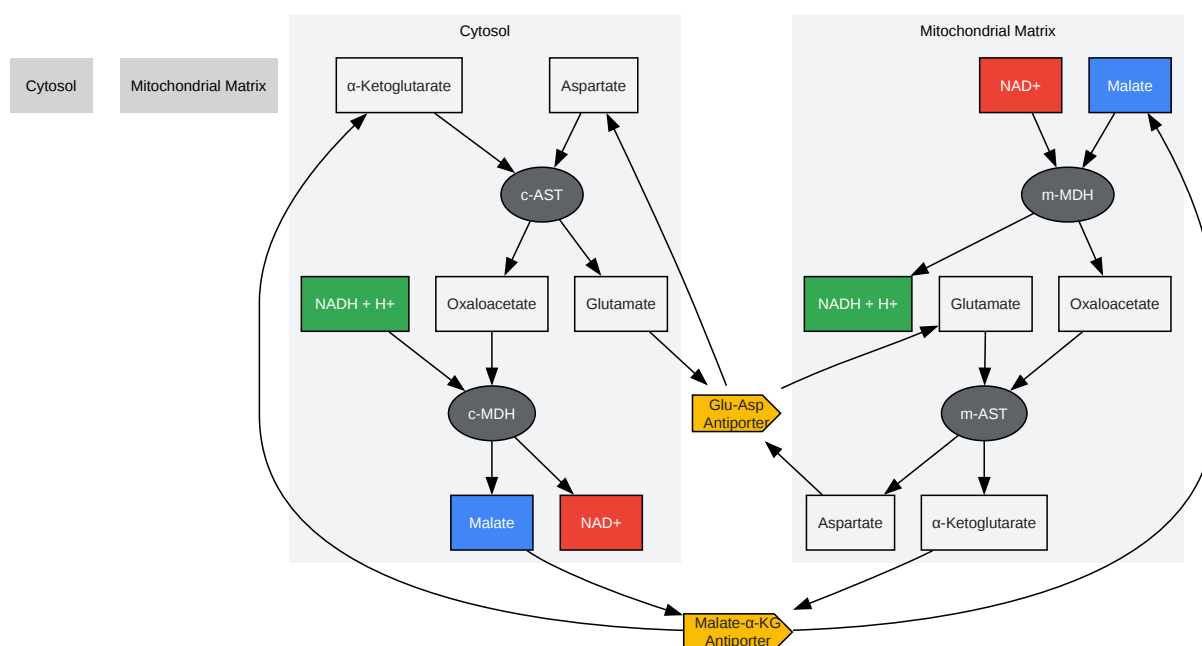 Cytosol
Mitochondrial Matrix
Cytosol
Mitochondrial Matrix
α-Ketoglutarate
Aspartate
NAD+
Malate
c-AST
m-MDH
NADH + H+
Oxaloacetate
Glutamate
NADH + H+
Glutamate
Oxaloacetate
c-MDH
Glu-Asp
Antiporter
m-AST
Malate
NAD+
Aspartate
α-Ketoglutarate
Malate-α-KG
Antiporter